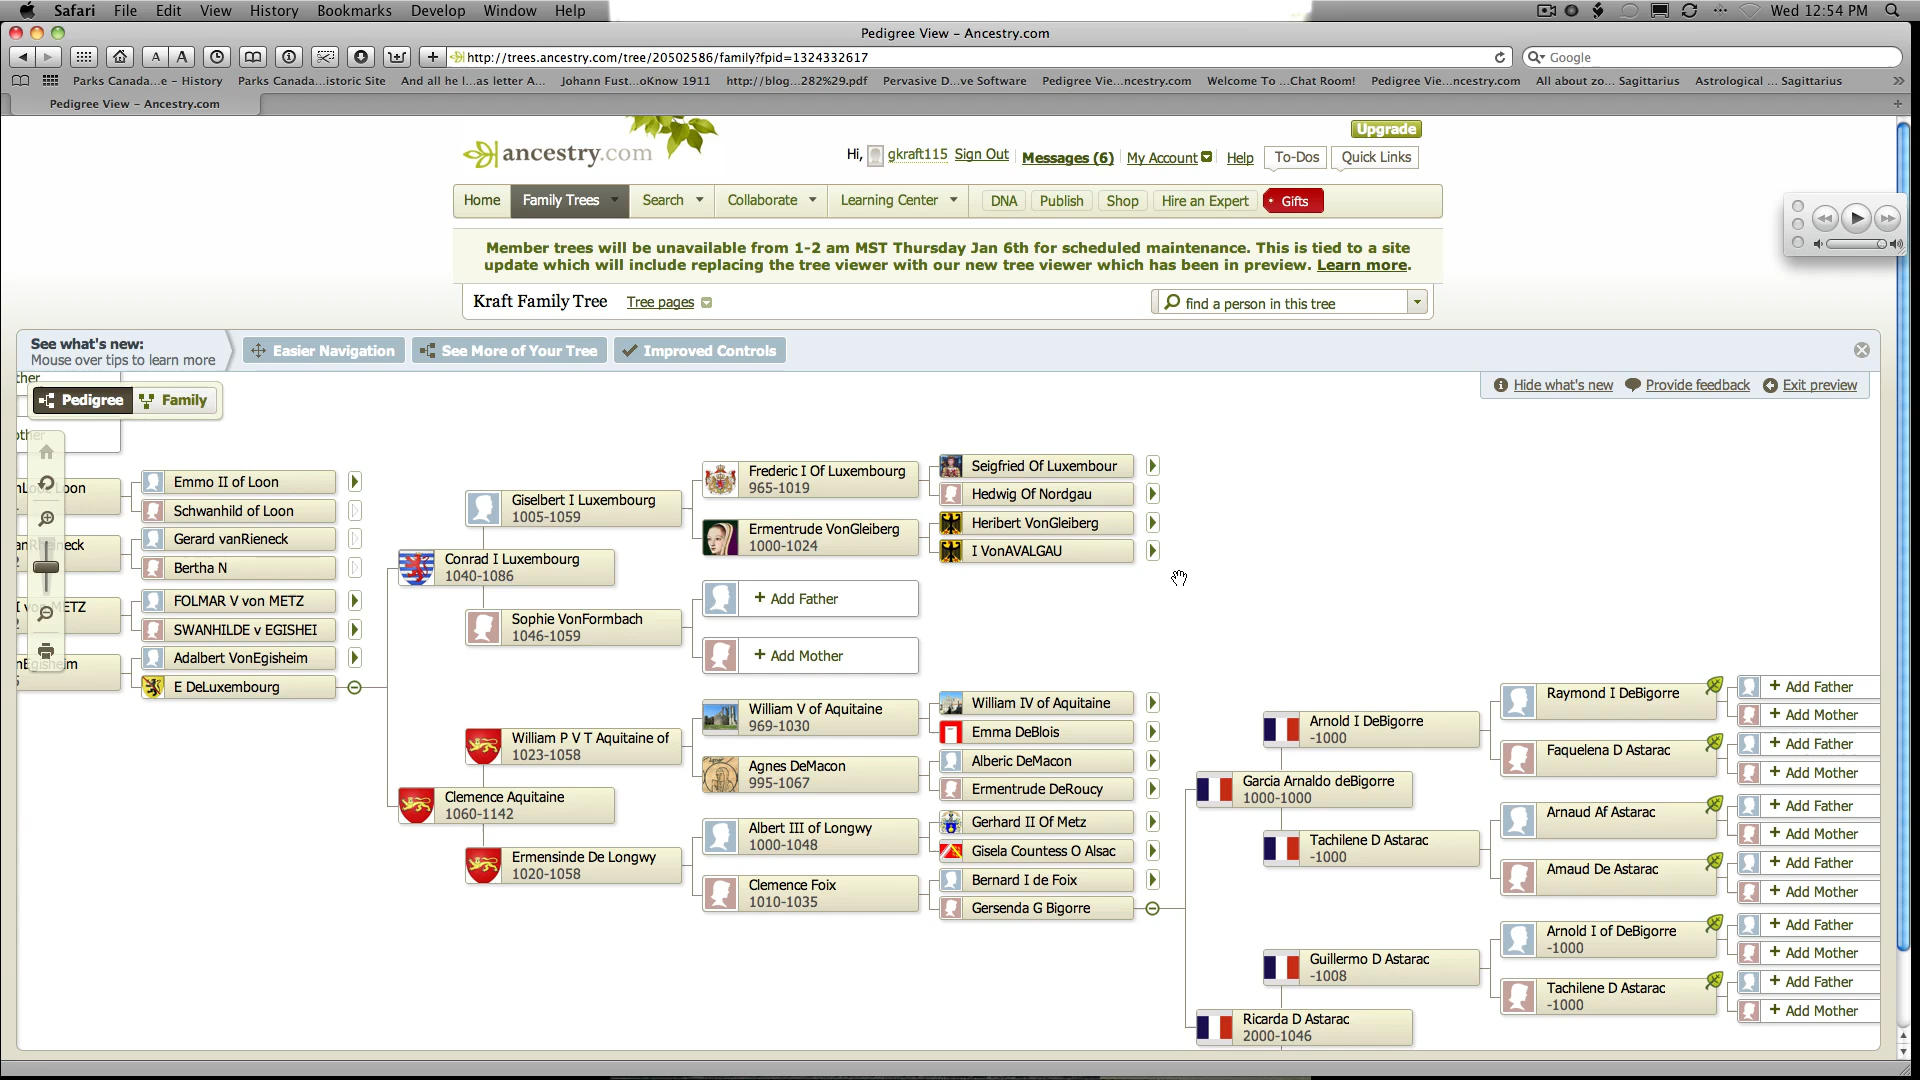 Safari File Edit View History Bookmarks Develop Window Help Wed 12:54 PM
Pedigree View – Ancestry.com
A A http://trees.ancestry.com/tree/20502586/family?fpid=1324332617 Google
Parks Canada...e – History Parks Canada...istoric Site And all he l...as letter A... Johann Fust...oKnow 1911 http://blog...282%29.pdf Pervasive D...ve Software Pedigree Vie...ncestry.com Welcome To ...Chat Room! Pedigree Vie...ncestry.com All about zo... Sagittarius Astrological ... Sagittarius
Pedigree View – Ancestry.com
Upgrade
ancestry.com
Hi, gkraft115 Sign Out Messages (6) My Account Help To-Dos Quick Links
Home Family Trees Search Collaborate Learning Center DNA Publish Shop Hire an Expert Gifts
Member trees will be unavailable from 1-2 am MST Thursday Jan 6th for scheduled maintenance. This is tied to a site
update which will include replacing the tree viewer with our new tree viewer which has been in preview. Learn more.
Kraft Family Tree Tree pages find a person in this tree
See what's new:
Mouse over tips to learn more
Easier Navigation See More of Your Tree Improved Controls
Hide what's new Provide feedback Exit preview
Pedigree Family
Emmo II of Loon
Schwanhild of Loon
Gerard vanRieneck
Bertha N
FOLMAR V von METZ
SWANHILDE v EGISHEI
Adalbert VonEgisheim
E DeLuxembourg
Conrad I Luxembourg
1040-1086
Clemence Aquitaine
1060-1142
Giselbert I Luxembourg
1005-1059
Sophie VonFormbach
1046-1059
William P V T Aquitaine of
1023-1058
Ermensinde De Longwy
1020-1058
Frederic I Of Luxembourg
965-1019
Ermentrude VonGleiberg
1000-1024
+ Add Father
+ Add Mother
William V of Aquitaine
969-1030
Agnes DeMacon
995-1067
Albert III of Longwy
1000-1048
Clemence Foix
1010-1035
Seigfried Of Luxembour
Hedwig Of Nordgau
Heribert VonGleiberg
I VonAVALGAU
William IV of Aquitaine
Emma DeBlois
Alberic DeMacon
Ermentrude DeRoucy
Gerhard II Of Metz
Gisela Countess O Alsac
Bernard I de Foix
Gersenda G Bigorre
Garcia Arnaldo deBigorre
1000-1000
Ricarda D Astarac
2000-1046
Arnold I DeBigorre
-1000
Tachilene D Astarac
-1000
Guillermo D Astarac
-1008
Raymond I DeBigorre
Faquelena D Astarac
Arnaud Af Astarac
Amaud De Astarac
Arnold I of DeBigorre
-1000
Tachilene D Astarac
-1000
+ Add Father
+ Add Mother
+ Add Father
+ Add Mother
+ Add Father
+ Add Mother
+ Add Father
+ Add Mother
+ Add Father
+ Add Mother
+ Add Father
+ Add Mother